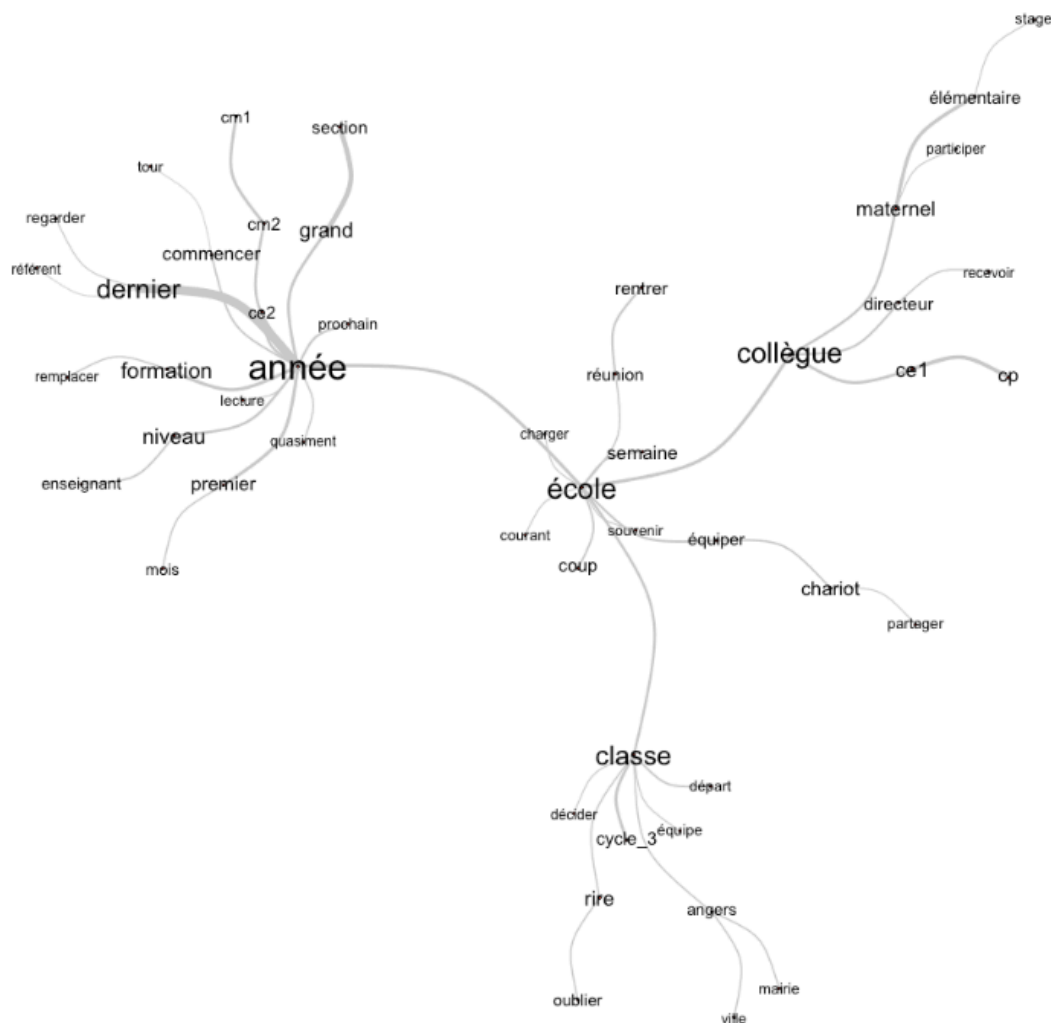 stage
élémentaire
cm1
section
participer
tour
maternel
regarder
cm2
grand
commencer
référent
recevoir
dernier
rentrer
directeur
ce2
prochain
collègue
année
formation
remplacer
réunion
ce1
cp
lecture
charger
niveau
quasiment
semaine
enseignant
premier
école
courant
souvenir
équiper
mois
coup
chariot
partager
classe
départ
décider
équipe
cycle_3
rire
angers
mairie
oublier
ville